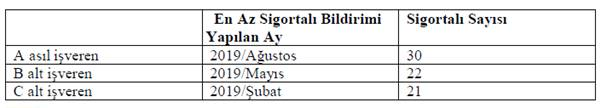 En Az Sigortalı Bildirimi Yapılan Ay Sigortalı Sayısı
A asıl işveren 2019/Ağustos 30
B alt işveren 2019/Mayıs 22
C alt işveren 2019/Şubat 21